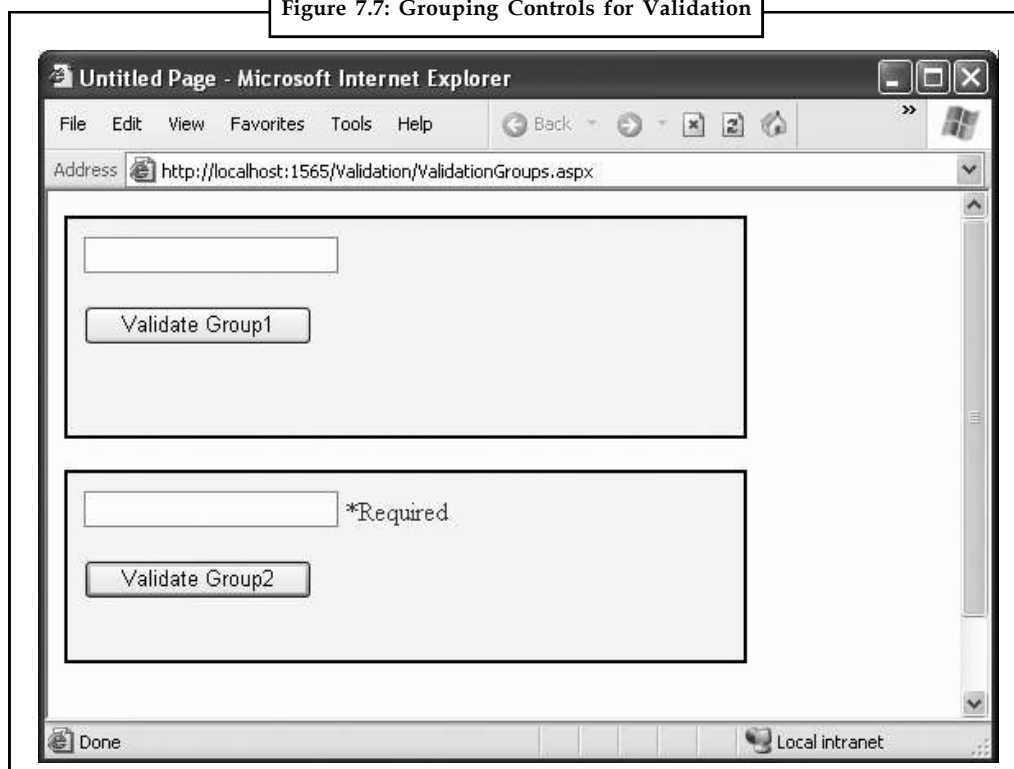 Figure 7.7: Grouping Controls for Validation
Untitled Page - Microsoft Internet Explorer
File Edit View Favorites Tools Help Back »
Address http://localhost:1565/Validation/ValidationGroups.aspx
Validate Group1
*Required
Validate Group2
Done Local intranet